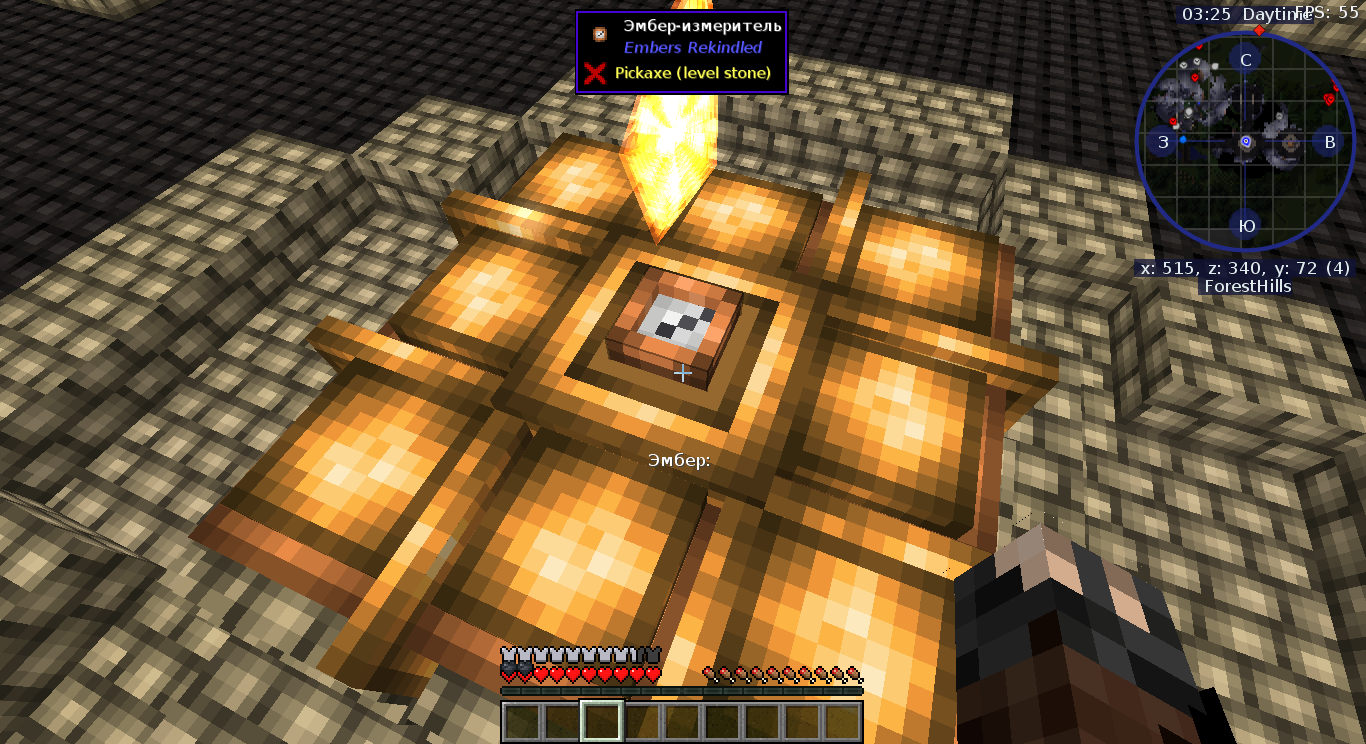 Эмбер-измеритель
Embers Rekindled
Pickaxe (level stone)
03:25 Daytime
FPS: 55
С
З
В
Ю
x: 515, z: 340, y: 72 (4)
ForestHills
Эмбер: